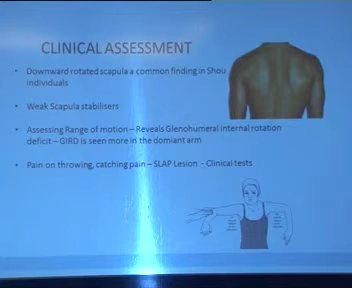 CLINICAL ASSESSMENT
Downward rotated scapula a common finding in Shou
individuals
Weak Scapula stabilisers
Assessing Range of motion – Reveals Glenohumeral internal rotation
deficit – GIRD is seen more in the domiant arm
Pain on throwing, catching pain – SLAP Lesion - Clinical tests